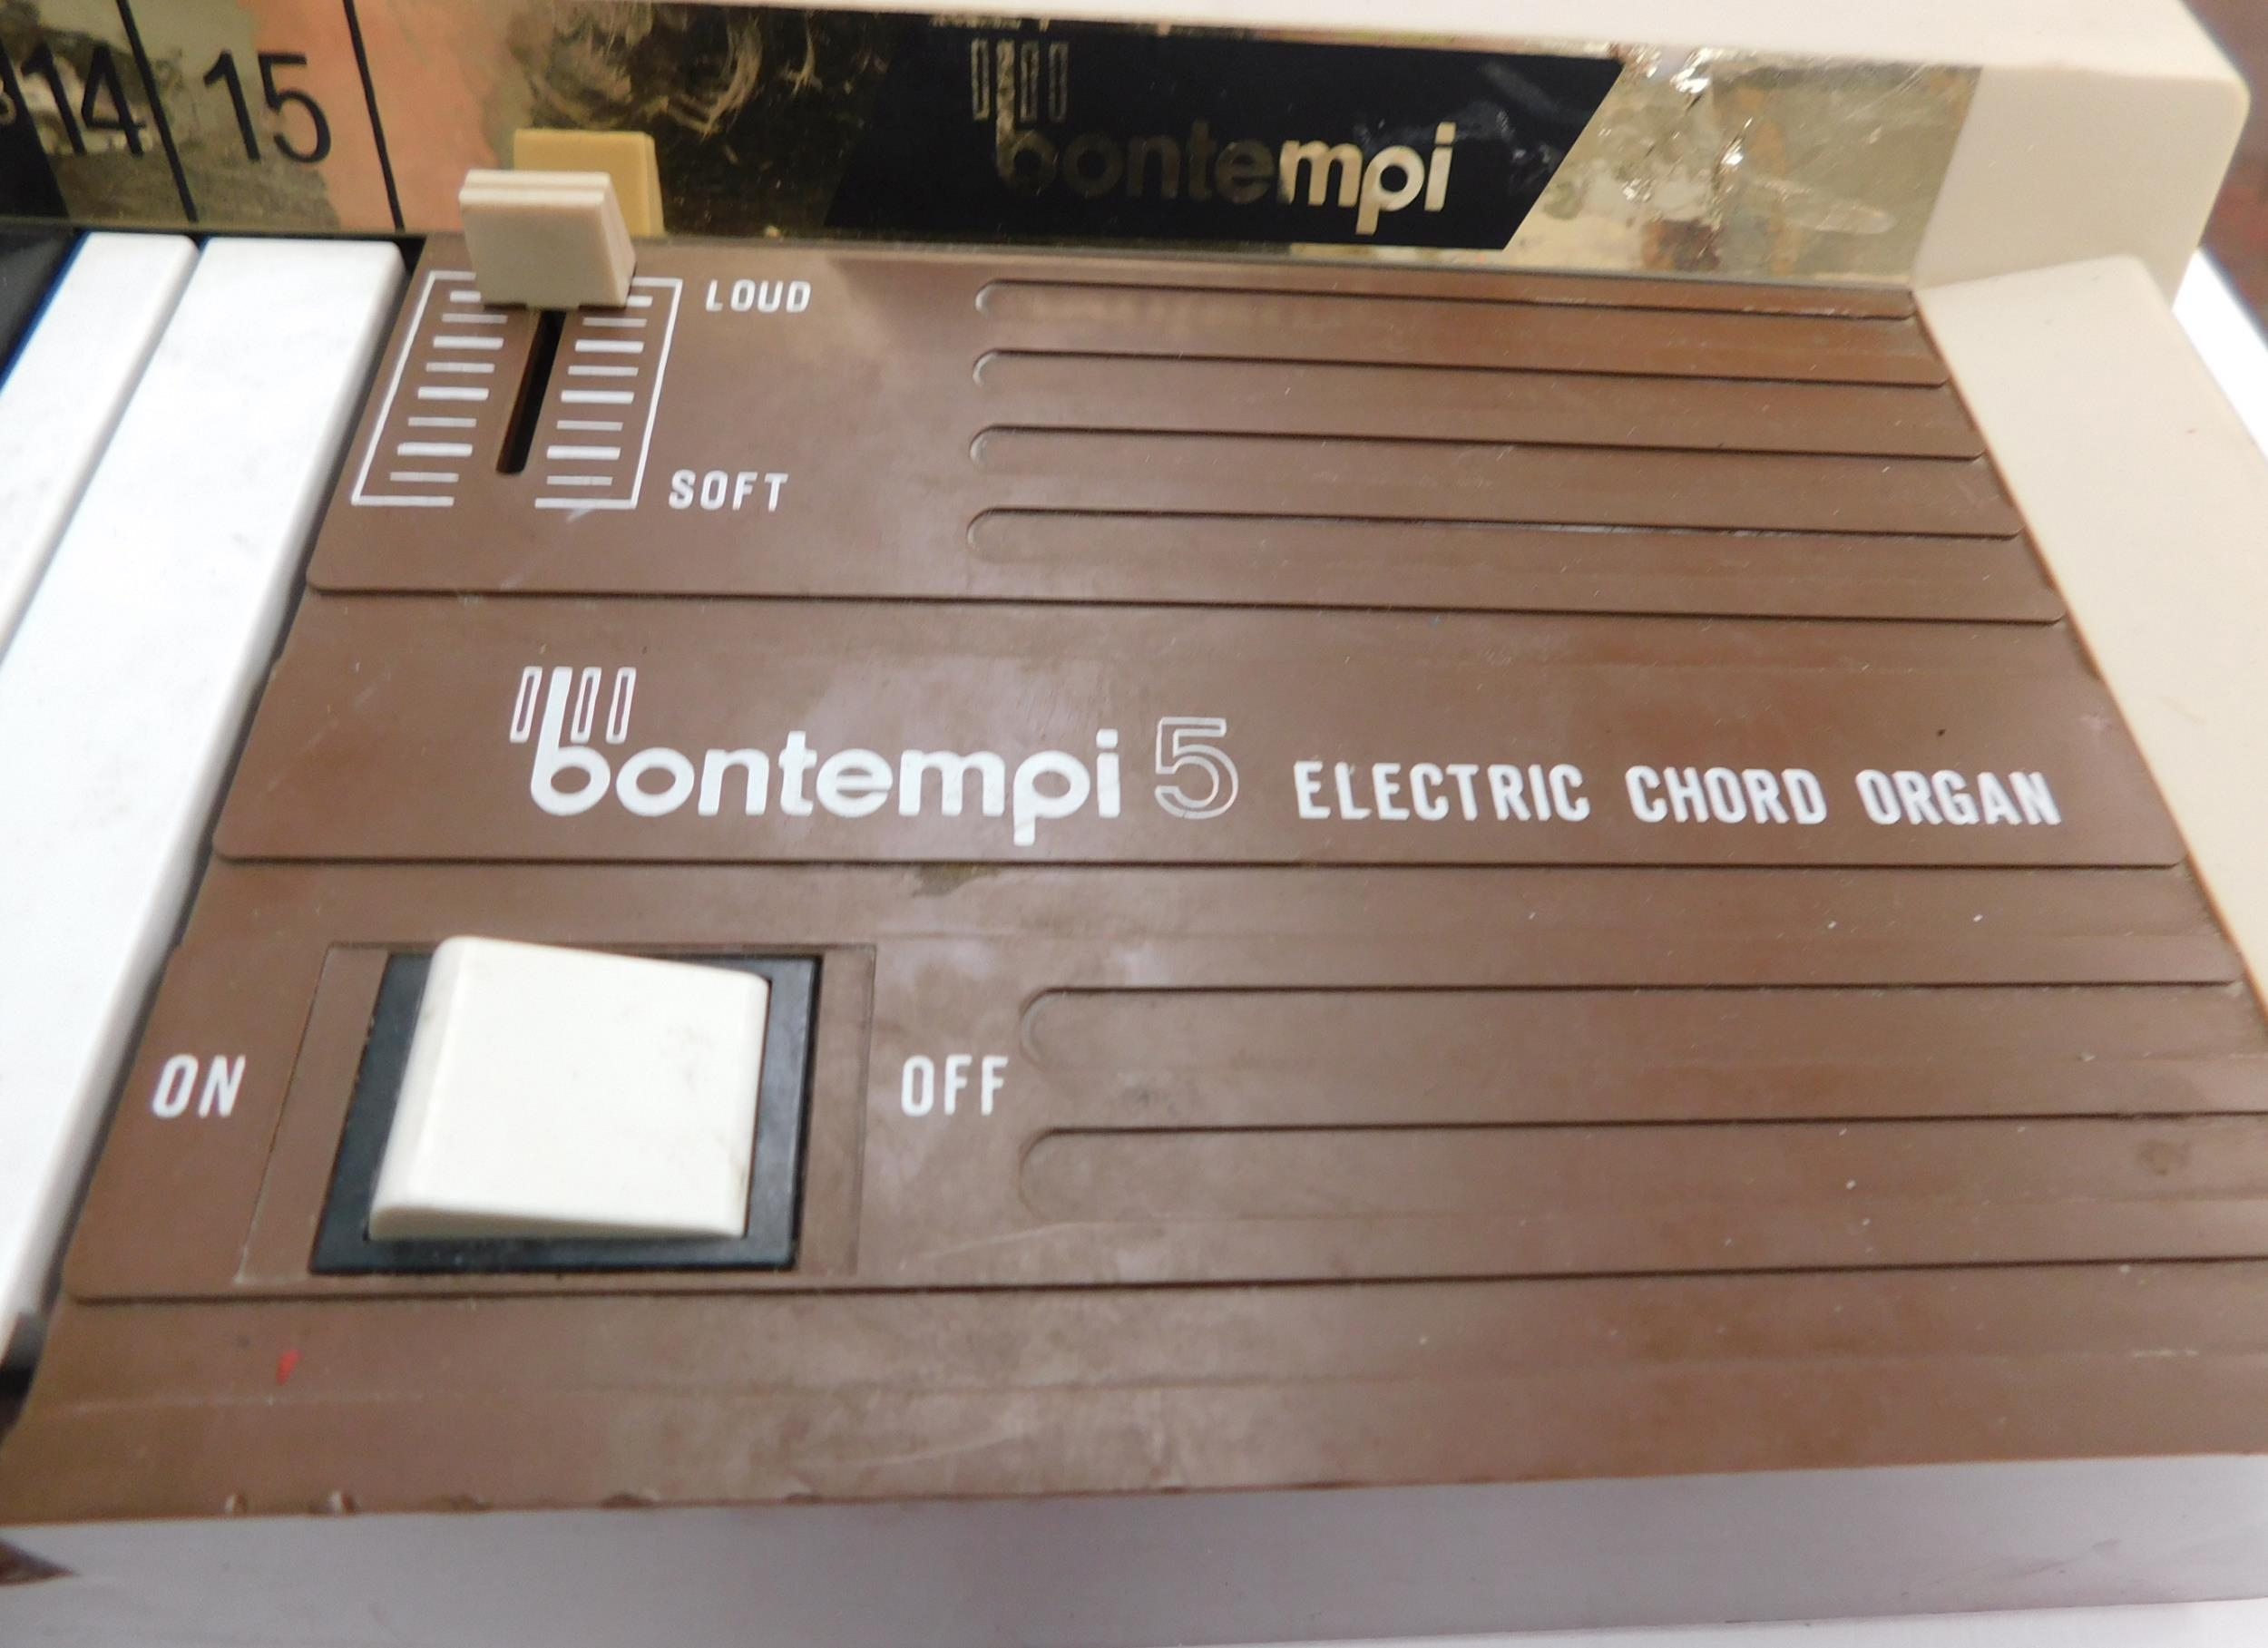 14 15
bontempi
LOUD
SOFT
bontempi 5 ELECTRIC CHORD ORGAN
ON OFF